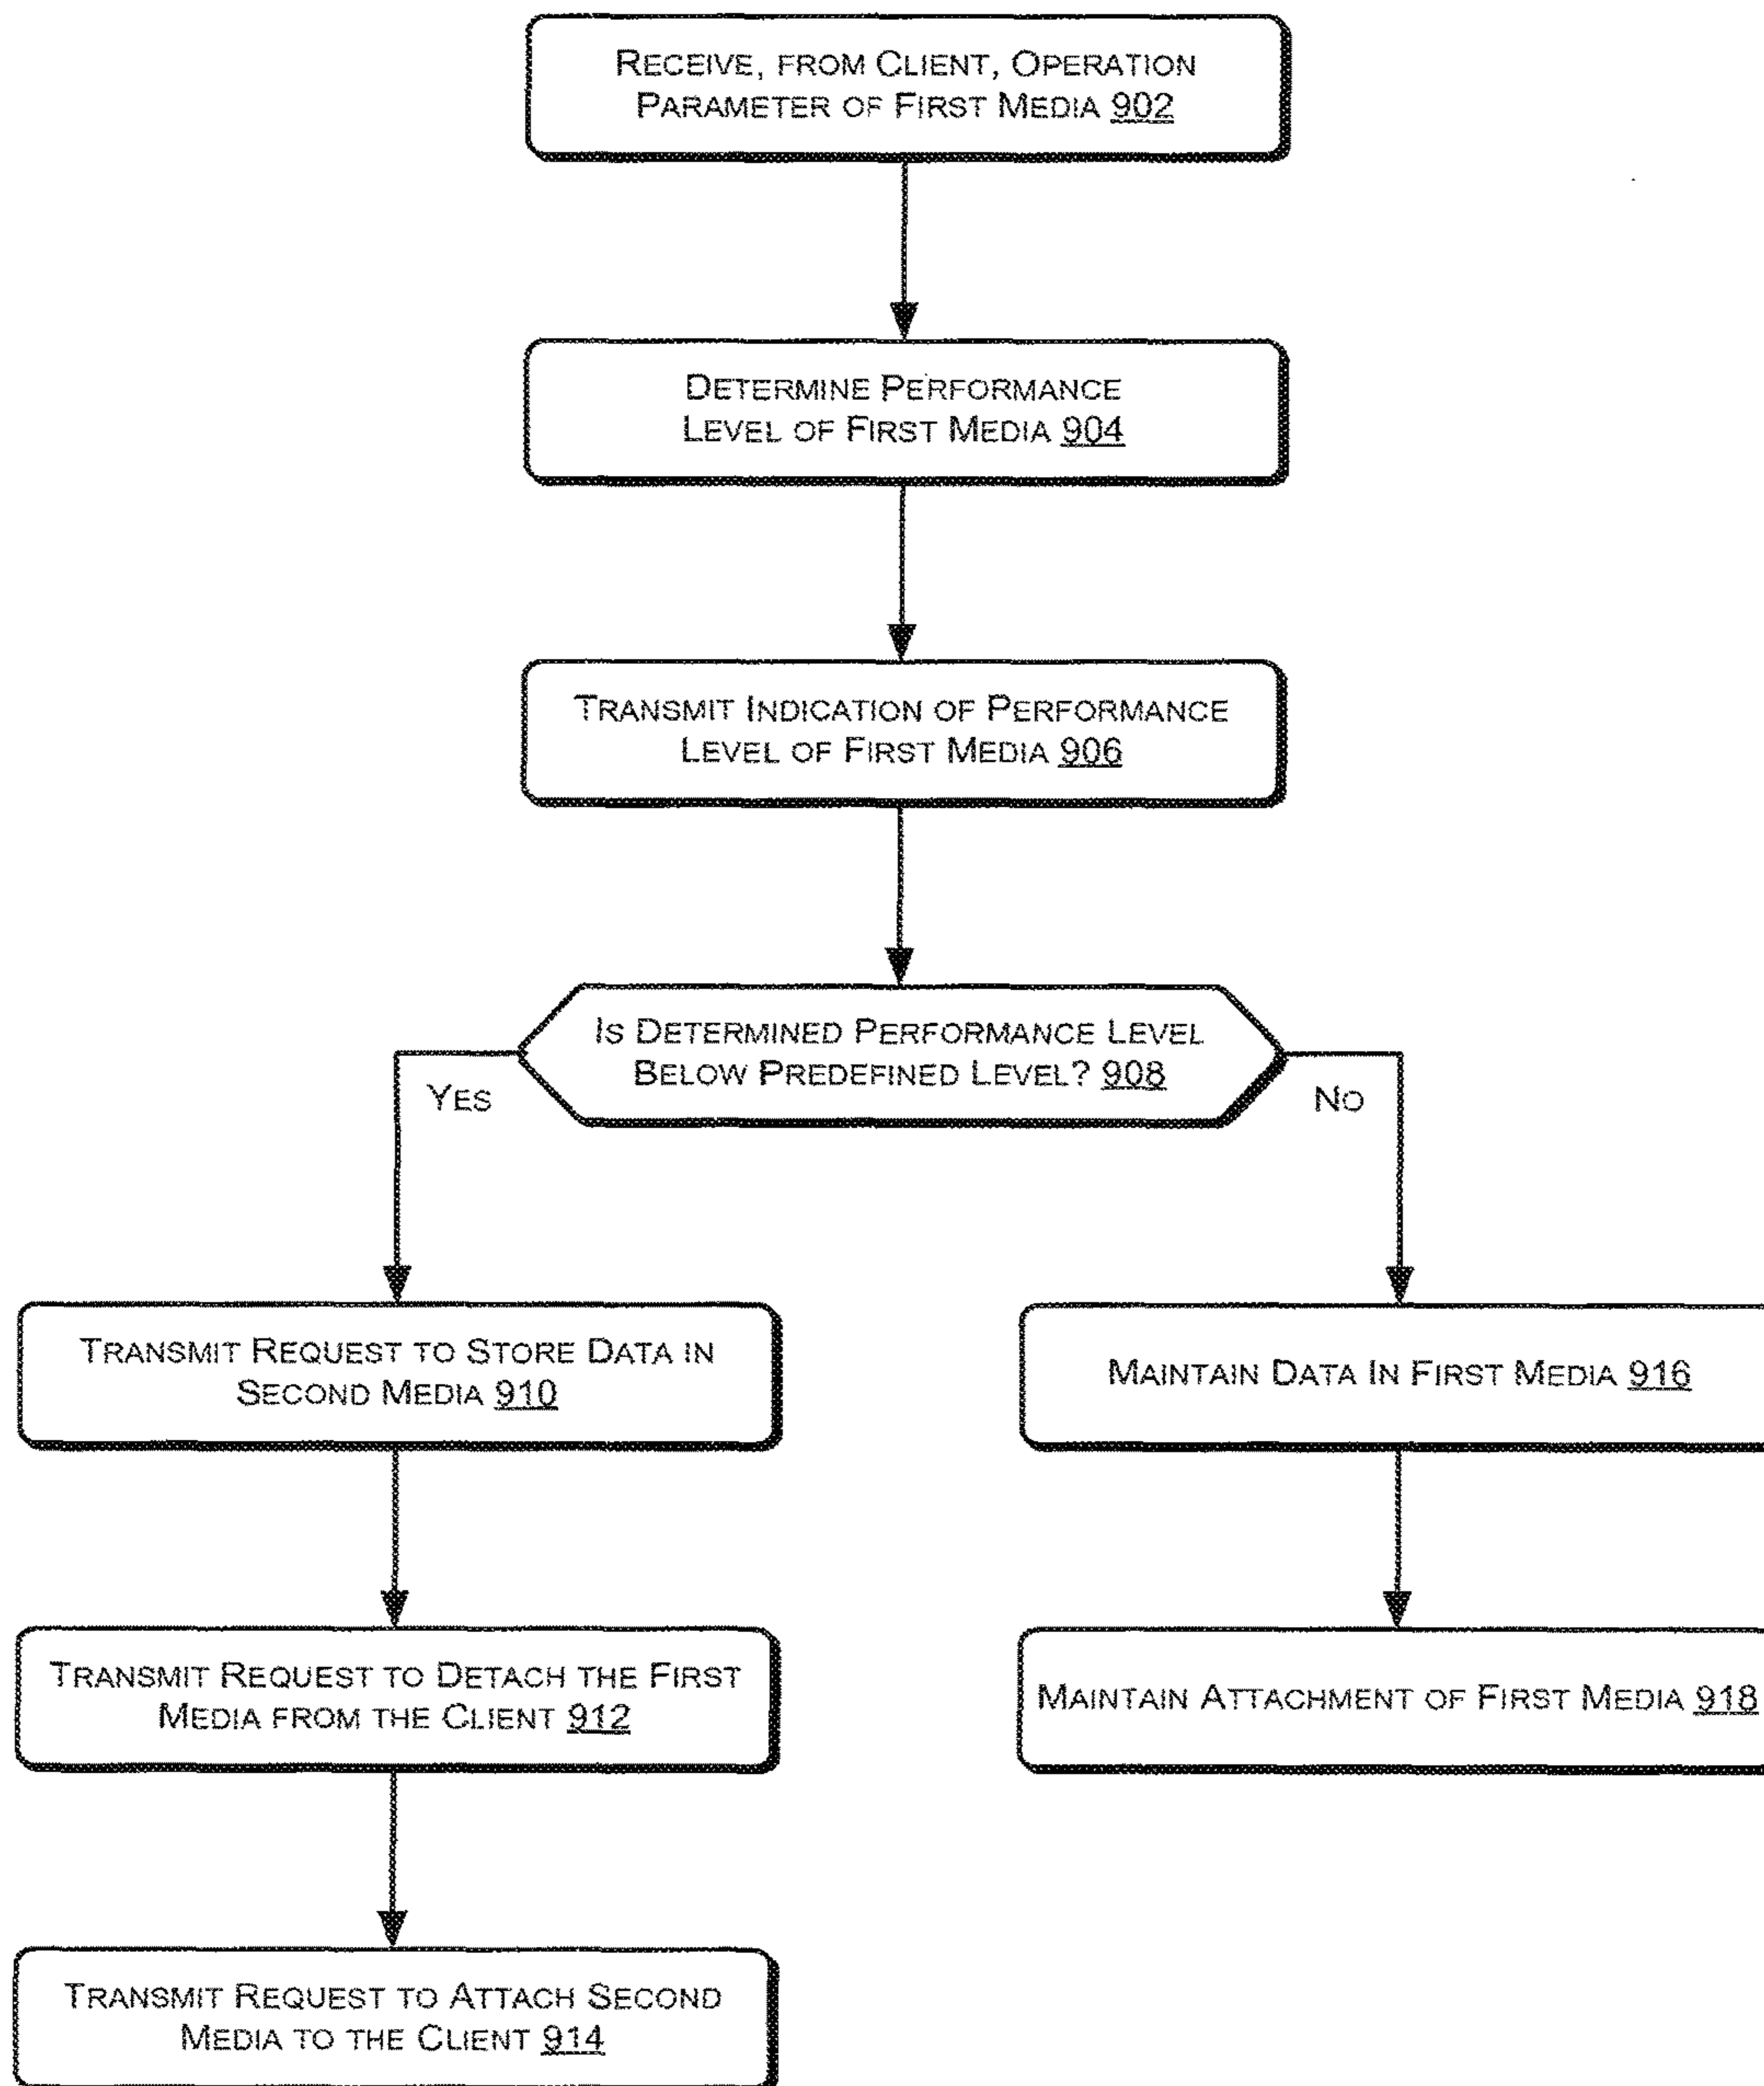 RECEIVE, FROM CLIENT, OPERATION
PARAMETER OF FIRST MEDIA 902
DETERMINE PERFORMANCE
LEVEL OF FIRST MEDIA 904
TRANSMIT INDICATION OF PERFORMANCE
LEVEL OF FIRST MEDIA 906
IS DETERMINED PERFORMANCE LEVEL
BELOW PREDEFINED LEVEL? 908
YES
NO
TRANSMIT REQUEST TO STORE DATA IN
SECOND MEDIA 910
TRANSMIT REQUEST TO DETACH THE FIRST
MEDIA FROM THE CLIENT 912
TRANSMIT REQUEST TO ATTACH SECOND
MEDIA TO THE CLIENT 914
MAINTAIN DATA IN FIRST MEDIA 916
MAINTAIN ATTACHMENT OF FIRST MEDIA 918